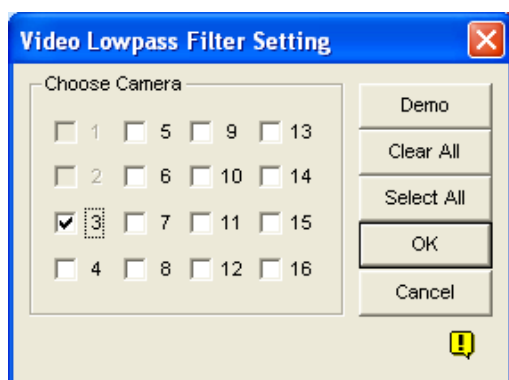 Video Lowpass Filter Setting
Choose Camera
1 5 9 13
2 6 10 14
3 7 11 15
4 8 12 16
Demo
Clear All
Select All
OK
Cancel
!